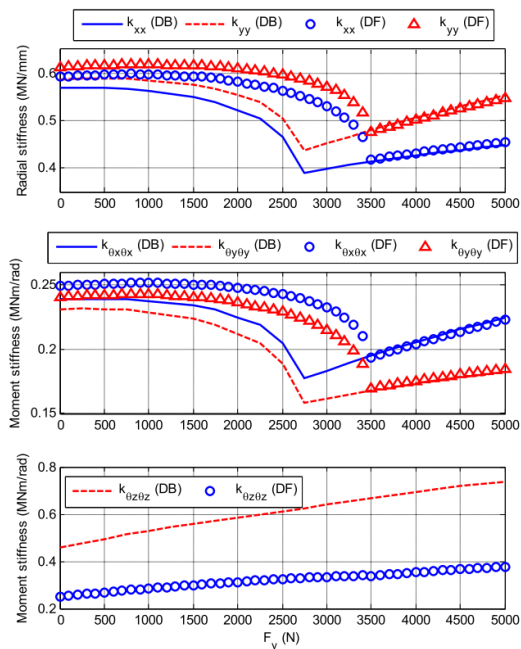 k_xx (DB) k_yy (DB) k_xx (DF) k_yy (DF)
Radial stiffness (MN/mm)
0.6
0.5
0.4
0 500 1000 1500 2000 2500 3000 3500 4000 4500 5000
k_θxθx (DB) k_θyθy (DB) k_θxθx (DF) k_θyθy (DF)
Moment stiffness (MNm/rad)
0.25
0.2
0.15
0 500 1000 1500 2000 2500 3000 3500 4000 4500 5000
k_θzθz (DB) k_θzθz (DF)
Moment stiffness (MNm/rad)
0.8
0.6
0.4
0.2
0 500 1000 1500 2000 2500 3000 3500 4000 4500 5000
F_y (N)